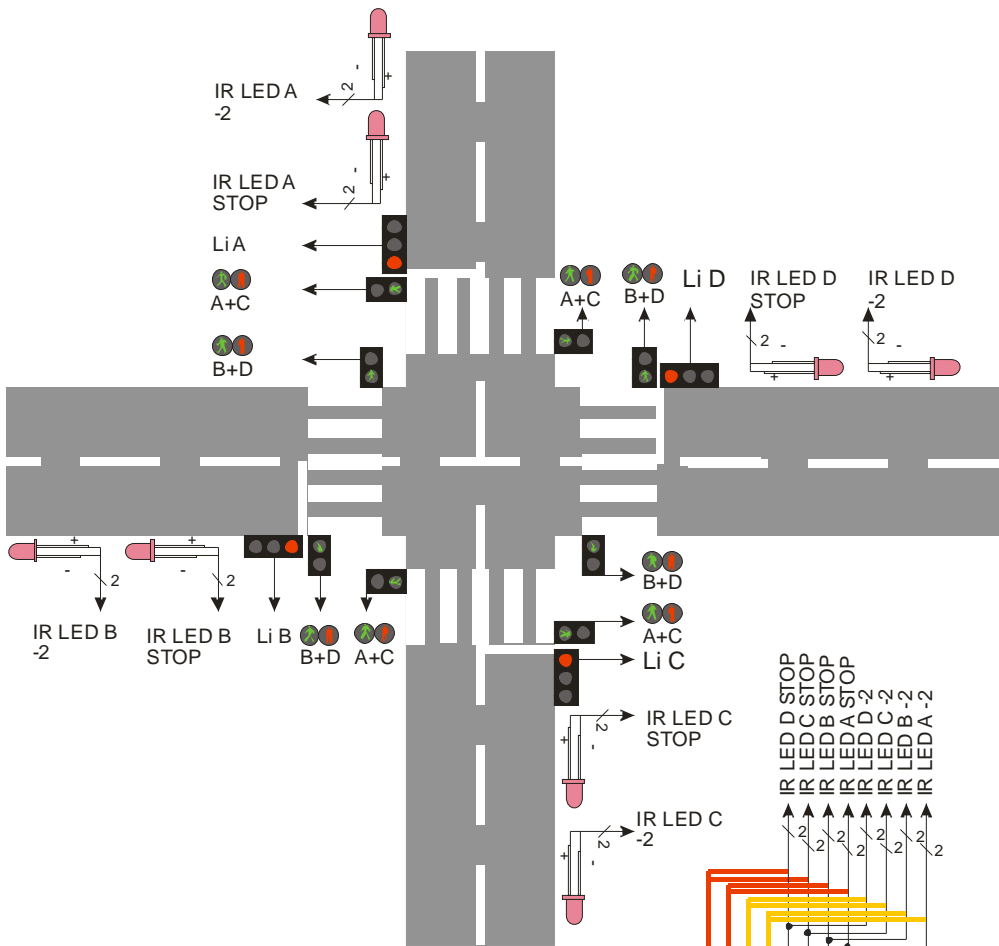 IR LED A
-2
-
+
2
IR LED A
STOP
-
+
2
Li A
A+C
B+D
A+C
B+D
Li D
IR LED D
STOP
2
-
+
IR LED D
-2
2
-
+
+
-
2
IR LED B
-2
+
-
2
IR LED B
STOP
Li B
B+D
A+C
B+D
A+C
Li C
IR LED C
STOP
2
+
-
IR LED C
-2
2
+
-
IR LED D STOP
IR LED C STOP
IR LED B STOP
IR LED A STOP
IR LED D -2
IR LED C -2
IR LED B -2
IR LED A -2
2
2
2
2
2
2
2
2